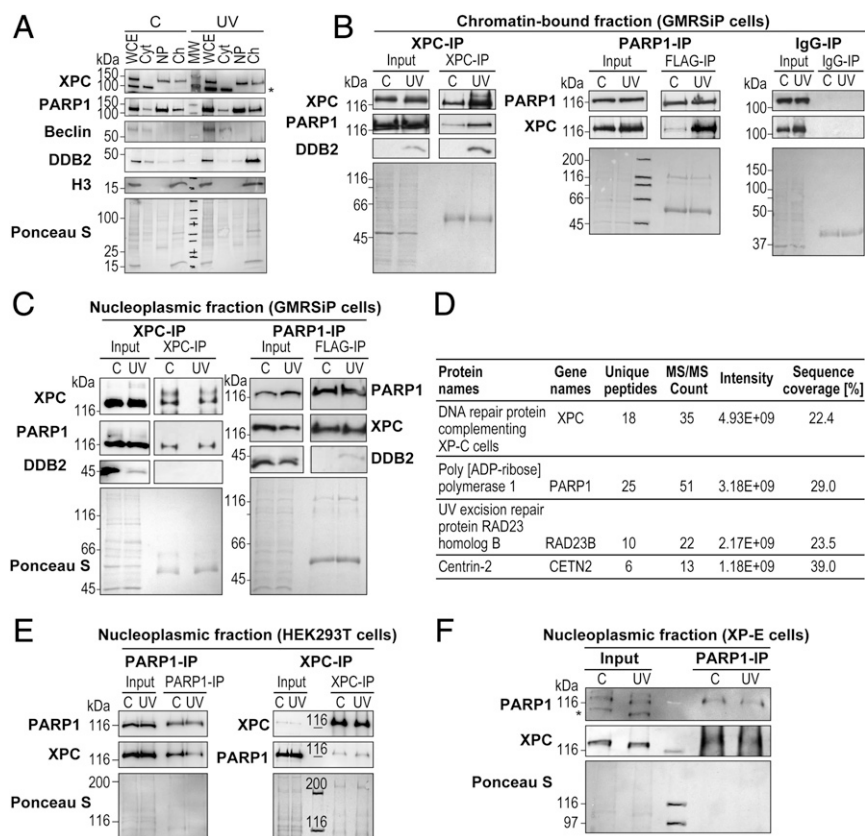 A
C UV
kDa WCE Cyt NP Ch MW WCE Cyt NP Ch
XPC 150 100 *
PARP1 150 100
Beclin 50
DDB2 50
H3 15
Ponceau S 100 50 25 15
B
Chromatin-bound fraction (GMRSiP cells)
XPC-IP PARP1-IP IgG-IP
Input XPC-IP Input FLAG-IP Input IgG-IP
kDa C UV C UV kDa C UV C UV kDa C UV C UV
XPC 116 PARP1 116 100
PARP1 116 XPC 116 100
DDB2
116 66 45
200 116 66 45
150 100 50 37
C
Nucleoplasmic fraction (GMRSiP cells)
XPC-IP PARP1-IP
Input XPC-IP Input FLAG-IP
kDa C UV C UV kDa C UV C UV
XPC 116 116 PARP1
PARP1 116 116 XPC
DDB2 45 45 DDB2
Ponceau S 116 66 45 116 66 45
D
Protein names Gene names Unique peptides MS/MS Count Intensity Sequence coverage [%]
DNA repair protein complementing XP-C cells XPC 18 35 4.93E+09 22.4
Poly [ADP-ribose] polymerase 1 PARP1 25 51 3.18E+09 29.0
UV excision repair protein RAD23 homolog B RAD23B 10 22 2.17E+09 23.5
Centrin-2 CETN2 6 13 1.18E+09 39.0
E
Nucleoplasmic fraction (HEK293T cells)
PARP1-IP XPC-IP
Input PARP1-IP Input XPC-IP
kDa C UV C UV C UV kDa C UV
PARP1 116 XPC 116
XPC 116 PARP1 116
Ponceau S 200 116 200 116
F
Nucleoplasmic fraction (XP-E cells)
Input PARP1-IP
kDa C UV C UV
PARP1 116 *
XPC 116
Ponceau S
116
97